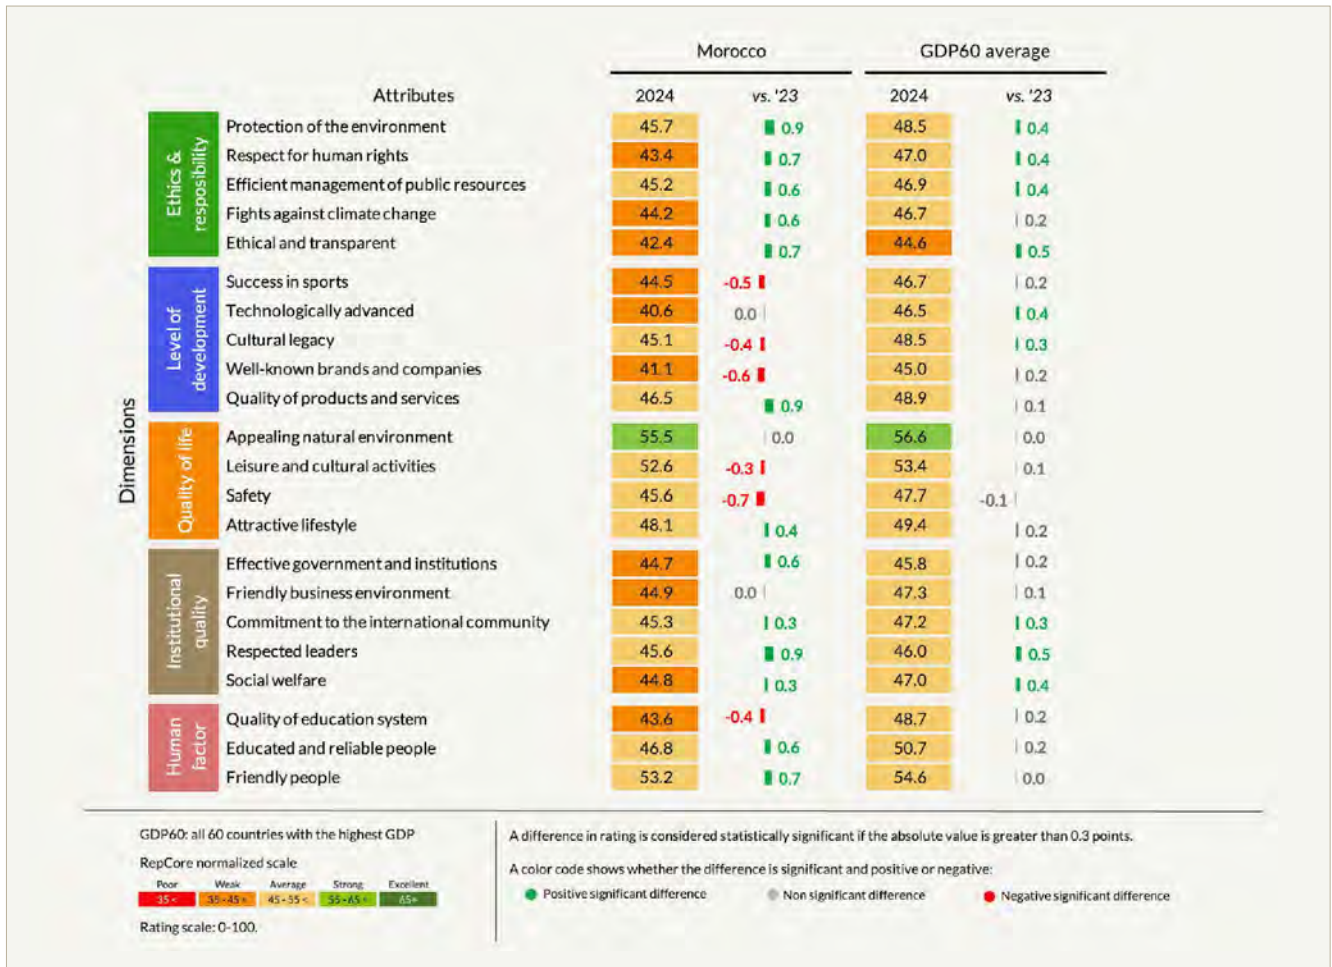 Morocco GDP60 average
Attributes 2024 vs. '23 2024 vs. '23
Dimensions
Ethics &
resposibility
Protection of the environment 45.7 0.9 48.5 0.4
Respect for human rights 43.4 0.7 47.0 0.4
Efficient management of public resources 45.2 0.6 46.9 0.4
Fights against climate change 44.2 0.6 46.7 0.2
Ethical and transparent 42.4 0.7 44.6 0.5
Level of
development
Success in sports 44.5 -0.5 46.7 0.2
Technologically advanced 40.6 0.0 46.5 0.4
Cultural legacy 45.1 -0.4 48.5 0.3
Well-known brands and companies 41.1 -0.6 45.0 0.2
Quality of products and services 46.5 0.9 48.9 0.1
Quality of life
Appealing natural environment 55.5 0.0 56.6 0.0
Leisure and cultural activities 52.6 -0.3 53.4 0.1
Safety 45.6 -0.7 47.7 -0.1
Attractive lifestyle 48.1 0.4 49.4 0.2
Institutional
quality
Effective government and institutions 44.7 0.6 45.8 0.2
Friendly business environment 44.9 0.0 47.3 0.1
Commitment to the international community 45.3 0.3 47.2 0.3
Respected leaders 45.6 0.9 46.0 0.5
Social welfare 44.8 0.3 47.0 0.4
Human
factor
Quality of education system 43.6 -0.4 48.7 0.2
Educated and reliable people 46.8 0.6 50.7 0.2
Friendly people 53.2 0.7 54.6 0.0
GDP60: all 60 countries with the highest GDP
RepCore normalized scale
Poor Weak Average Strong Excellent
35< 35-45< 45-55< 55-65< 65+
Rating scale: 0-100.
A difference in rating is considered statistically significant if the absolute value is greater than 0.3 points.
A color code shows whether the difference is significant and positive or negative:
Positive significant difference Non significant difference Negative significant difference